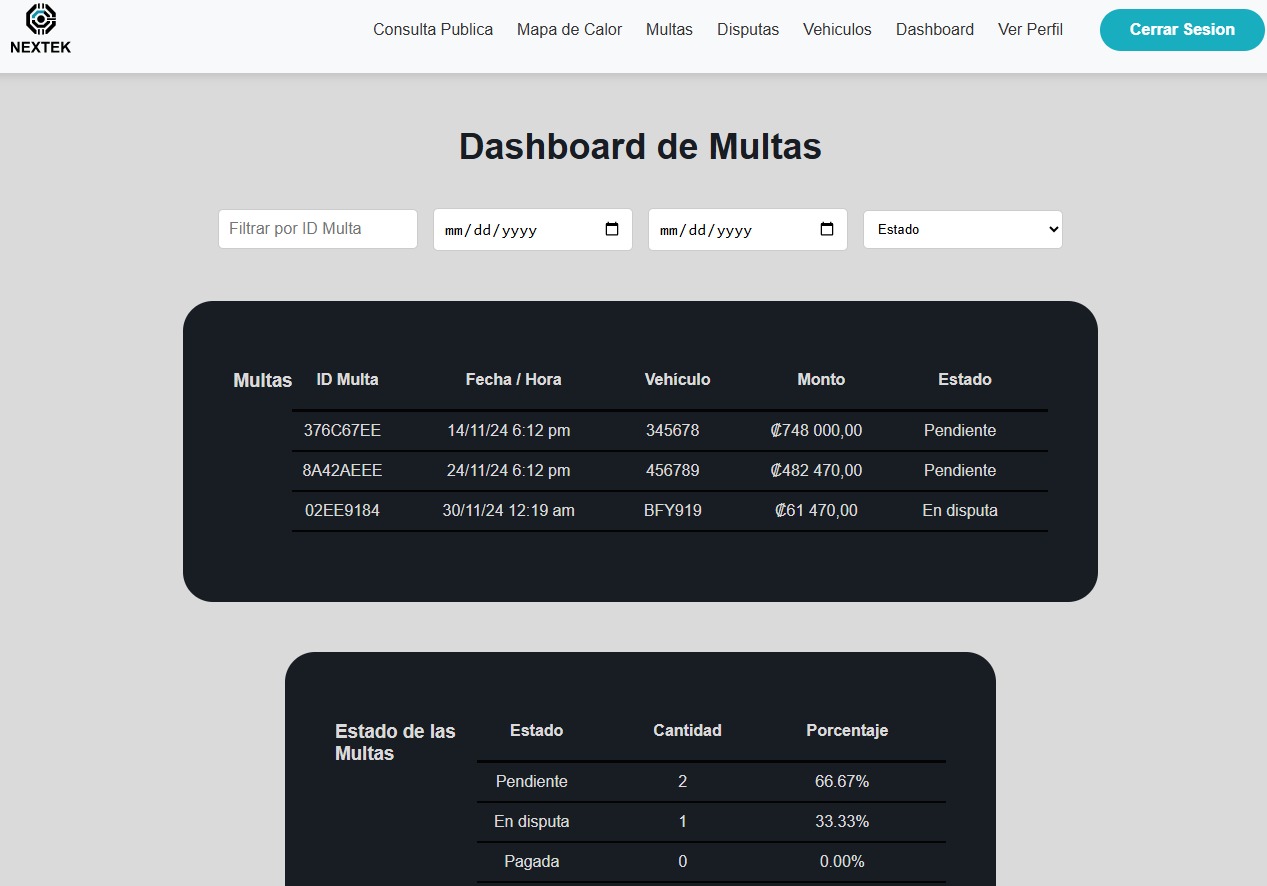 NEXTEK
Consulta Publica Mapa de Calor Multas Disputas Vehiculos Dashboard Ver Perfil Cerrar Sesion
Dashboard de Multas
Filtrar por ID Multa mm/dd/yyyy mm/dd/yyyy Estado
Multas ID Multa Fecha / Hora Vehículo Monto Estado
376C67EE 14/11/24 6:12 pm 345678 ₡748 000,00 Pendiente
8A42AEEE 24/11/24 6:12 pm 456789 ₡482 470,00 Pendiente
02EE9184 30/11/24 12:19 am BFY919 ₡61 470,00 En disputa
Estado de las Multas Estado Cantidad Porcentaje
Pendiente 2 66.67%
En disputa 1 33.33%
Pagada 0 0.00%